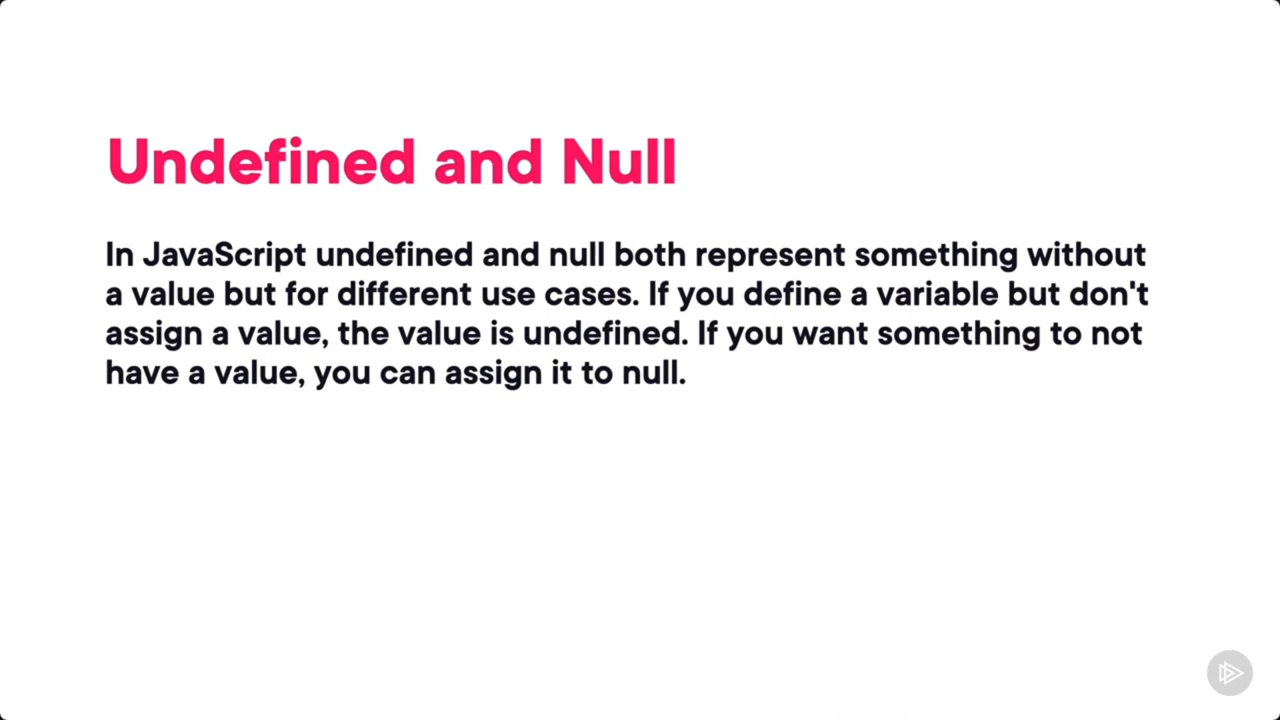 Undefined and Null
In JavaScript undefined and null both represent something without
a value but for different use cases. If you define a variable but don't
assign a value, the value is undefined. If you want something to not
have a value, you can assign it to null.